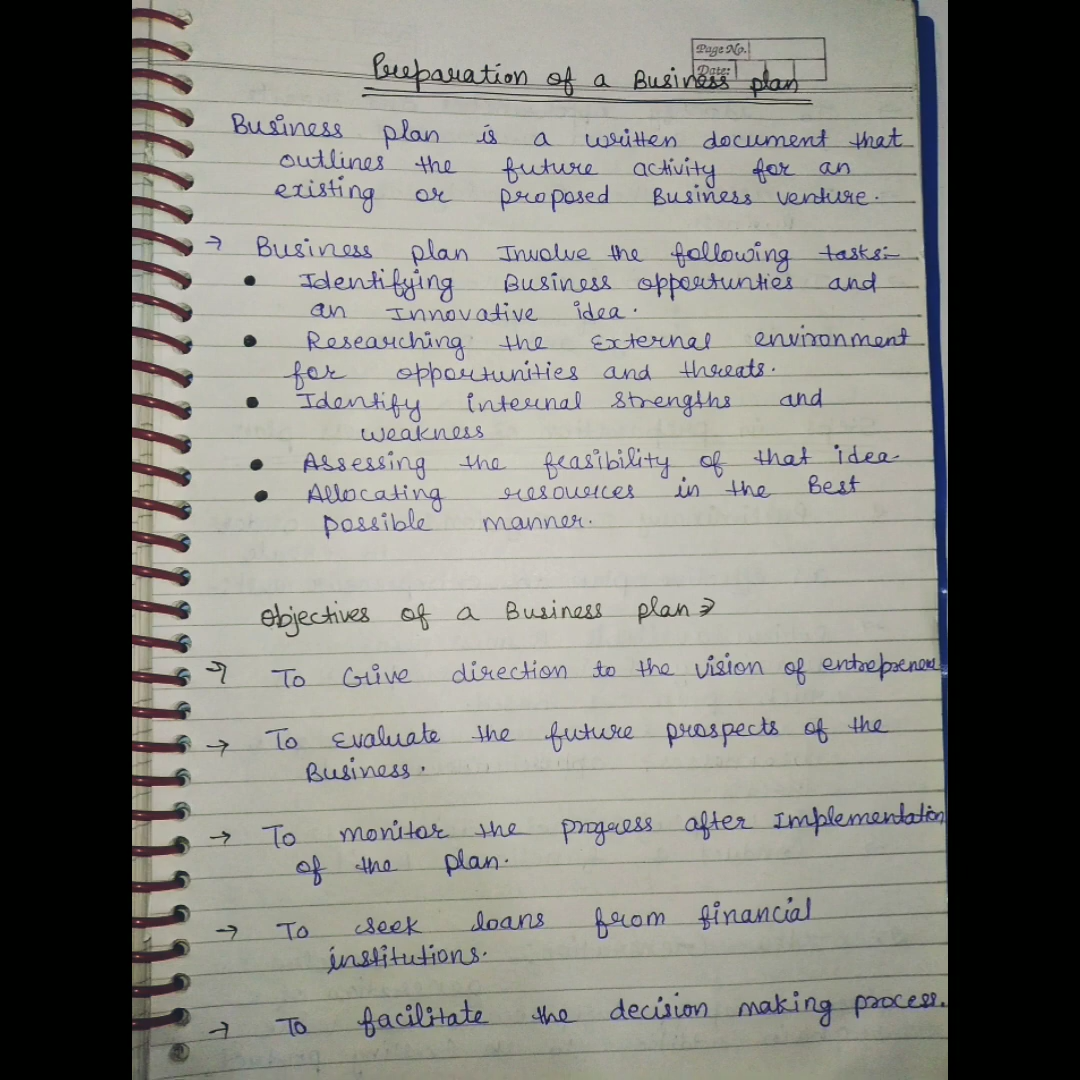 Page No.
Date:
Preparation of a Business plan
Business plan is a written document that
outlines the future activity for an
existing or proposed Business venture.
→ Business plan Involve the following tasks:-
• Identifying Business opportunties and
an Innovative idea.
• Researching the External environment
for opportunities and threats.
• Identify internal strengths and
weakness
• Assessing the feasibility of that idea
• Allocating resources in the Best
possible manner.
Objectives of a Business plan →
→ To Give direction to the vision of entrepreneur
→ To Evaluate the future prospects of the
Business.
→ To monitor the progress after Implementation
of the plan.
→ To seek loans from financial
institutions.
→ To facilitate the decision making process.